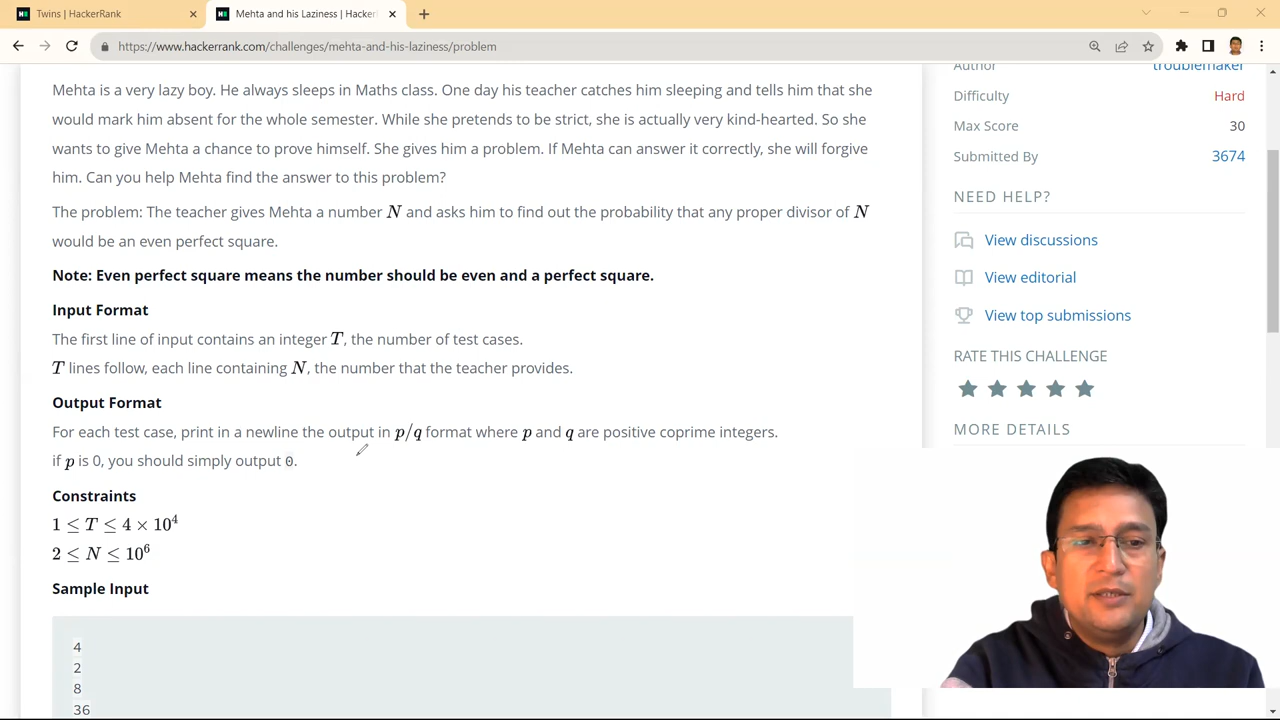 Twins | HackerRank
Mehta and his Laziness | Hacker
https://www.hackerrank.com/challenges/mehta-and-his-laziness/problem
Mehta is a very lazy boy. He always sleeps in Maths class. One day his teacher catches him sleeping and tells him that she
would mark him absent for the whole semester. While she pretends to be strict, she is actually very kind-hearted. So she
wants to give Mehta a chance to prove himself. She gives him a problem. If Mehta can answer it correctly, she will forgive
him. Can you help Mehta find the answer to this problem?
The problem: The teacher gives Mehta a number N and asks him to find out the probability that any proper divisor of N
would be an even perfect square.
Note: Even perfect square means the number should be even and a perfect square.
Input Format
The first line of input contains an integer T, the number of test cases.
T lines follow, each line containing N, the number that the teacher provides.
Output Format
For each test case, print in a newline the output in p/q format where p and q are positive coprime integers.
if p is 0, you should simply output 0.
Constraints
1 ≤ T ≤ 4 × 10⁴
2 ≤ N ≤ 10⁶
Sample Input
4
2
8
36
Author troublemaker
Difficulty Hard
Max Score 30
Submitted By 3674
NEED HELP?
View discussions
View editorial
View top submissions
RATE THIS CHALLENGE
MORE DETAILS